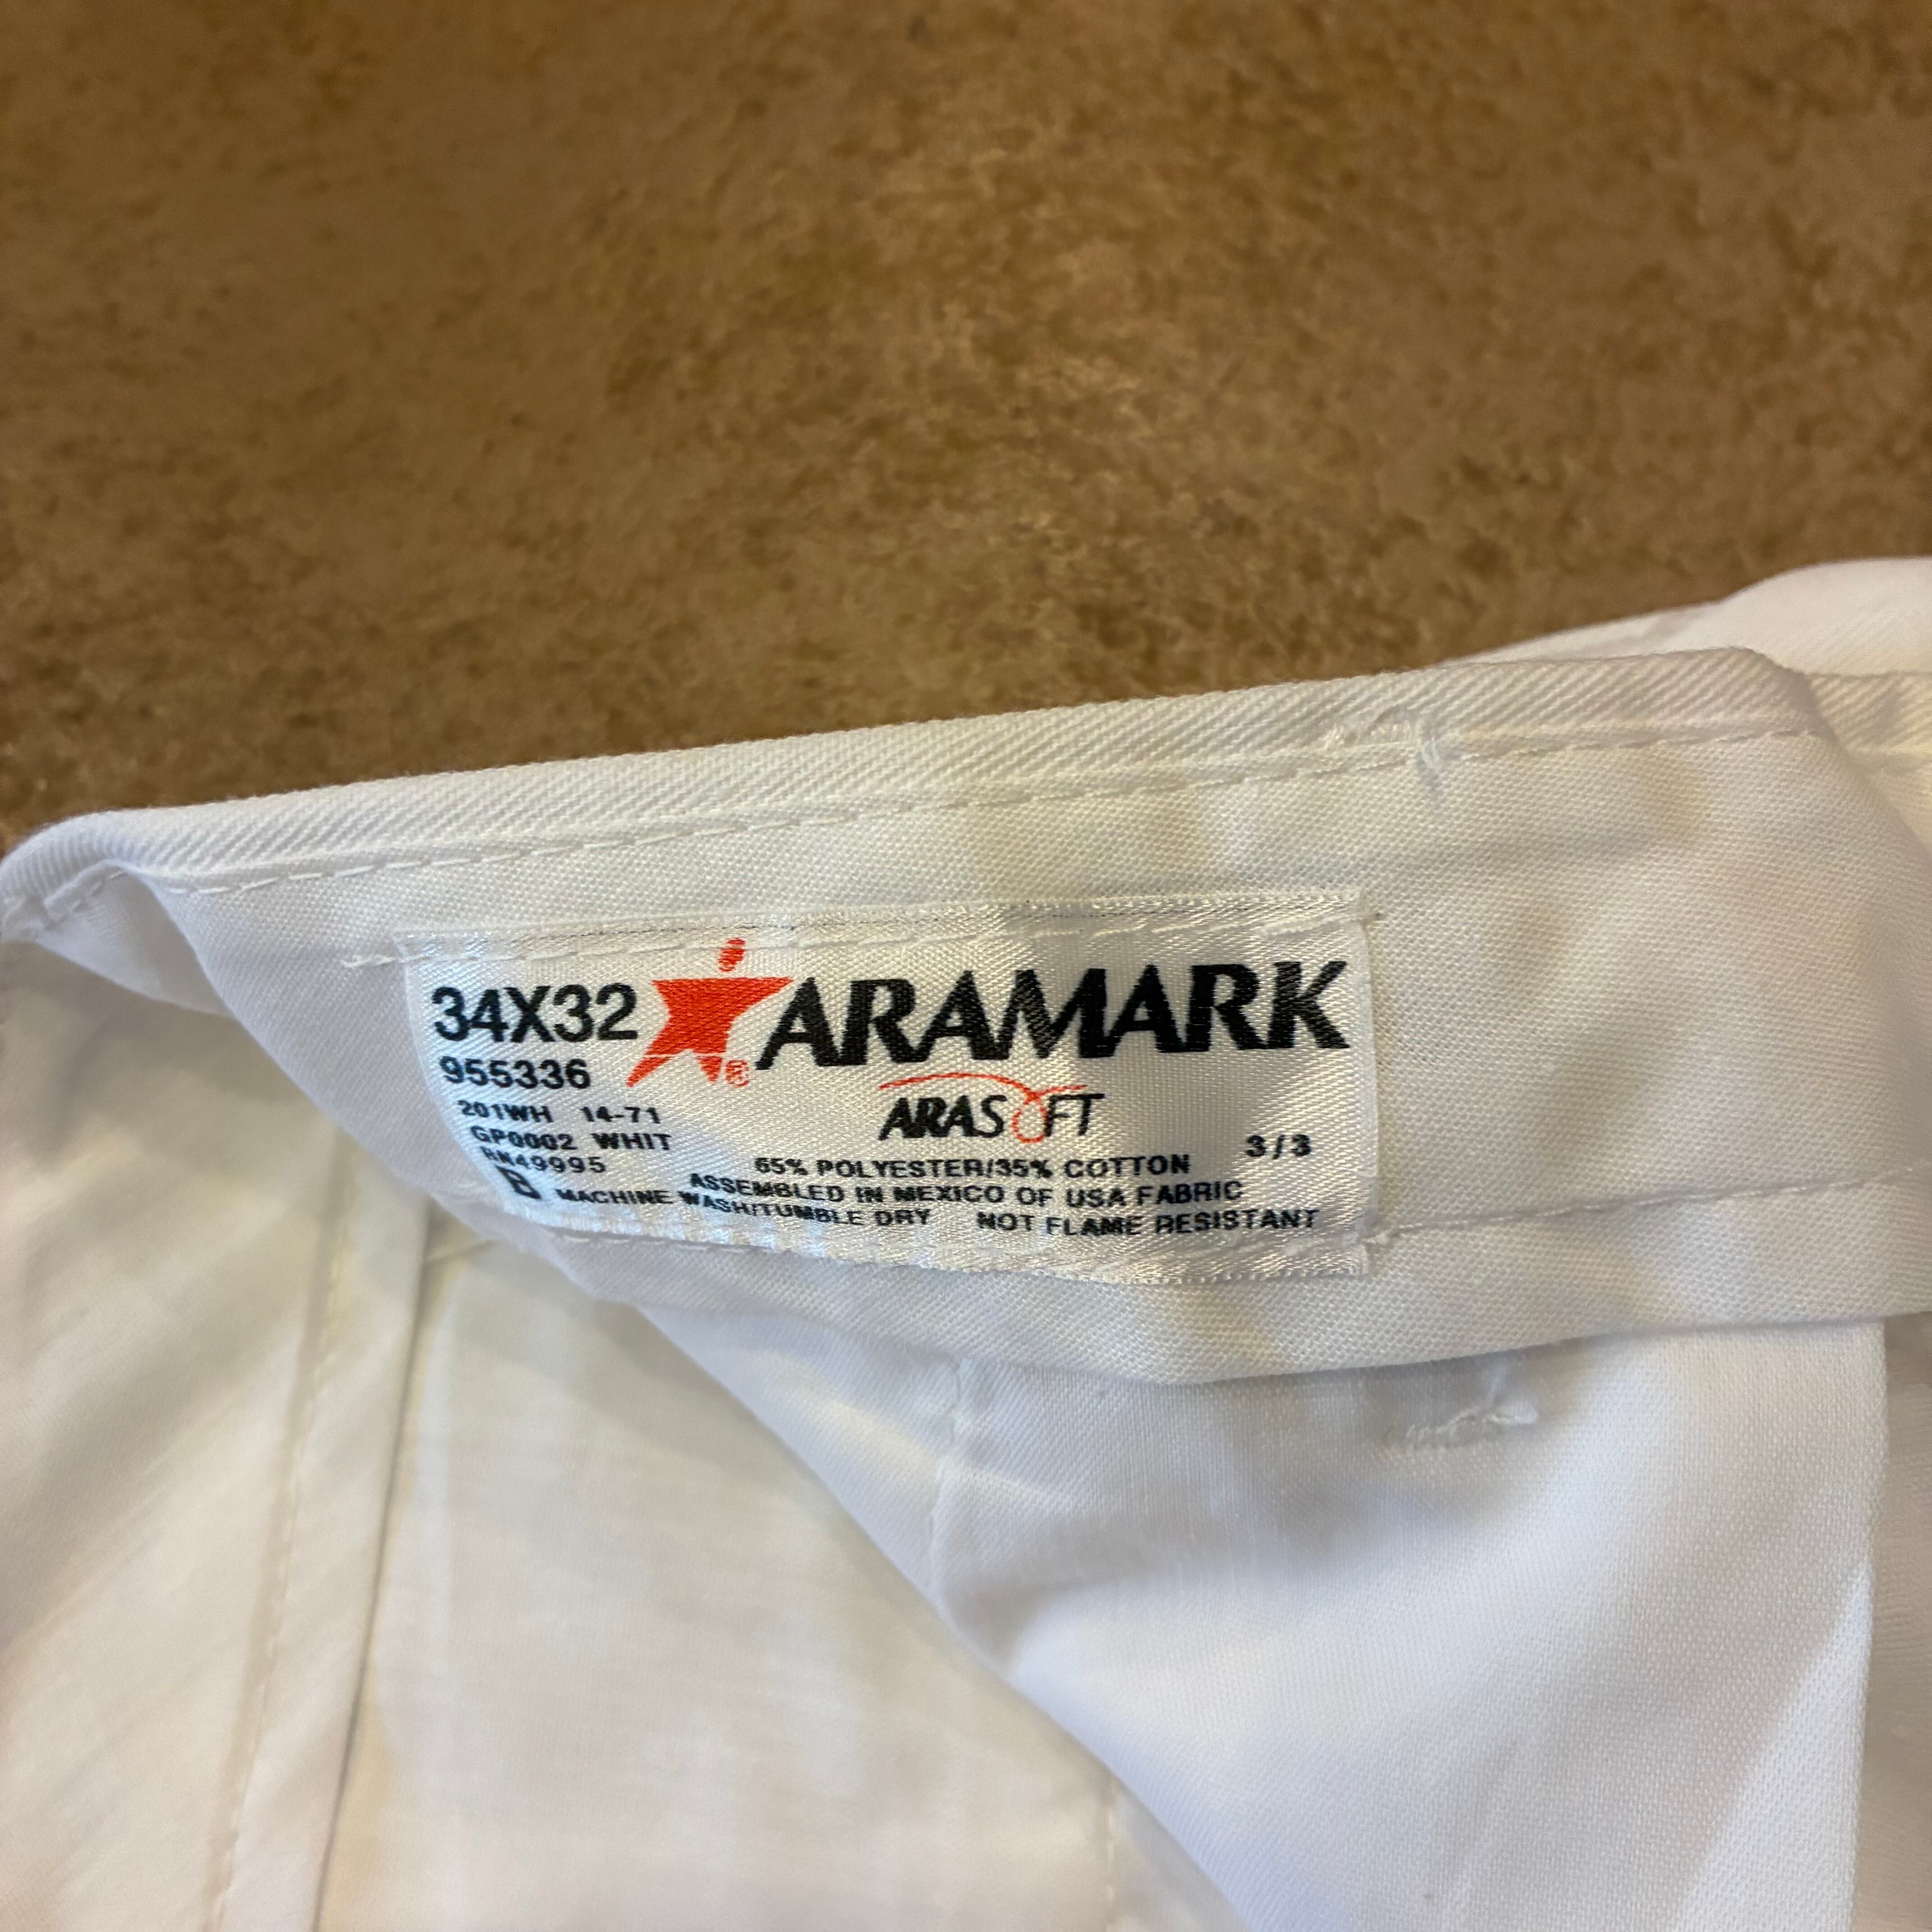 34X32 ARAMARK®
955336
ARASOFT
201WH 14-71
GP0002 WHIT
RN49995
3/3
65% POLYESTER/35% COTTON
ASSEMBLED IN MEXICO OF USA FABRIC
B MACHINE WASH/TUMBLE DRY NOT FLAME RESISTANT